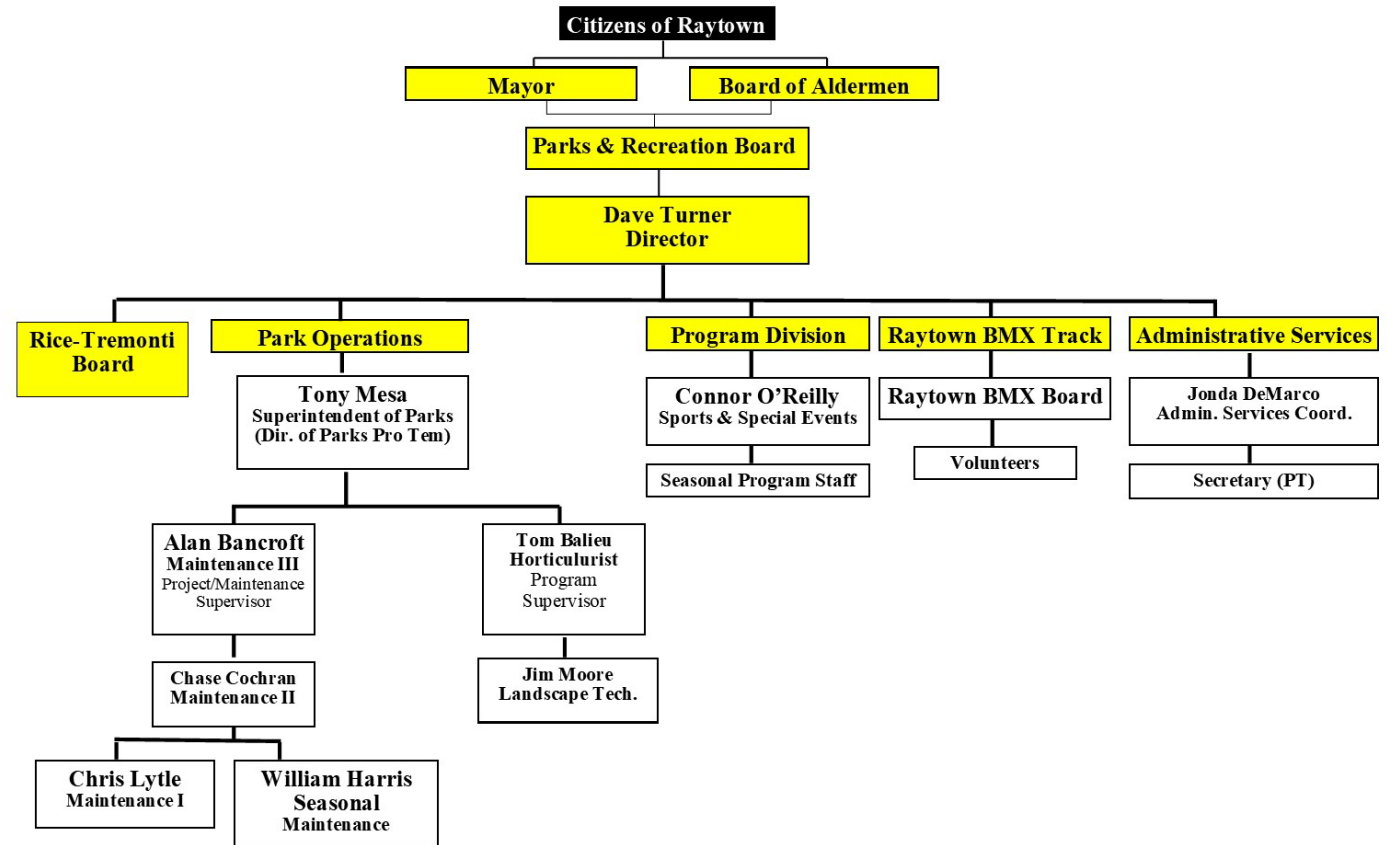 Citizens of Raytown
Mayor
Board of Aldermen
Parks & Recreation Board
Dave Turner
Director
Rice-Tremonti
Board
Park Operations
Program Division
Raytown BMX Track
Administrative Services
Tony Mesa
Superintendent of Parks
(Dir. of Parks Pro Tem)
Connor O’Reilly
Sports & Special Events
Raytown BMX Board
Jonda DeMarco
Admin. Services Coord.
Seasonal Program Staff
Volunteers
Secretary (PT)
Alan Bancroft
Maintenance III
Project/Maintenance
Supervisor
Tom Balieu
Horticulurist
Program
Supervisor
Chase Cochran
Maintenance II
Jim Moore
Landscape Tech.
Chris Lytle
Maintenance I
William Harris
Seasonal
Maintenance